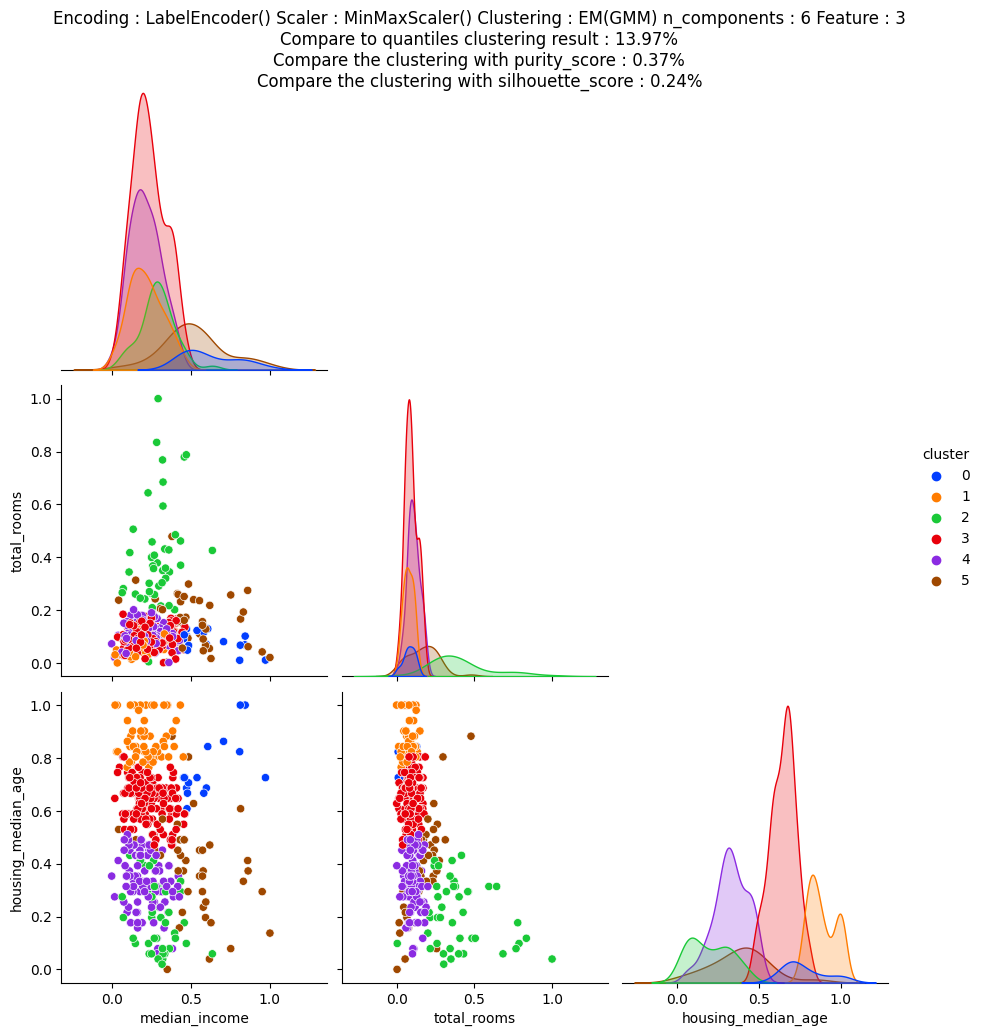 Encoding : LabelEncoder() Scaler : MinMaxScaler() Clustering : EM(GMM) n_components : 6 Feature : 3
Compare to quantiles clustering result : 13.97%
Compare the clustering with purity_score : 0.37%
Compare the clustering with silhouette_score : 0.24%
total_rooms
1.0
0.8
0.6
0.4
0.2
0.0
cluster
0
1
2
3
4
5
housing_median_age
1.0
0.8
0.6
0.4
0.2
0.0
0.0 0.5 1.0
median_income
0.0 0.5 1.0
total_rooms
0.0 0.5 1.0
housing_median_age